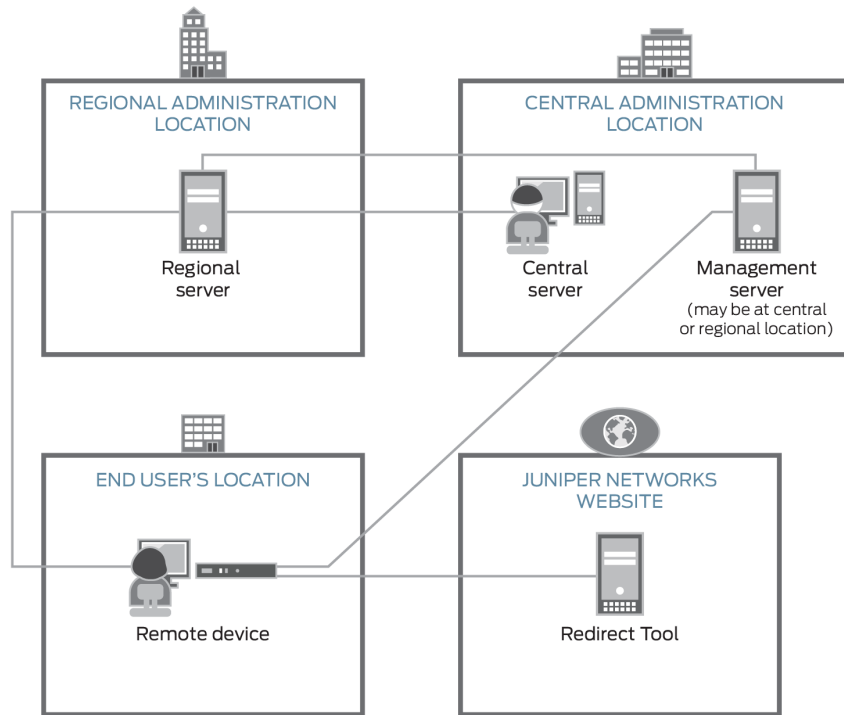 REGIONAL ADMINISTRATION
LOCATION
CENTRAL ADMINISTRATION
LOCATION
Regional
server
Central
server
Management
server
(may be at central
or regional location)
END USER'S LOCATION
JUNIPER NETWORKS
WEBSITE
Remote device
Redirect Tool